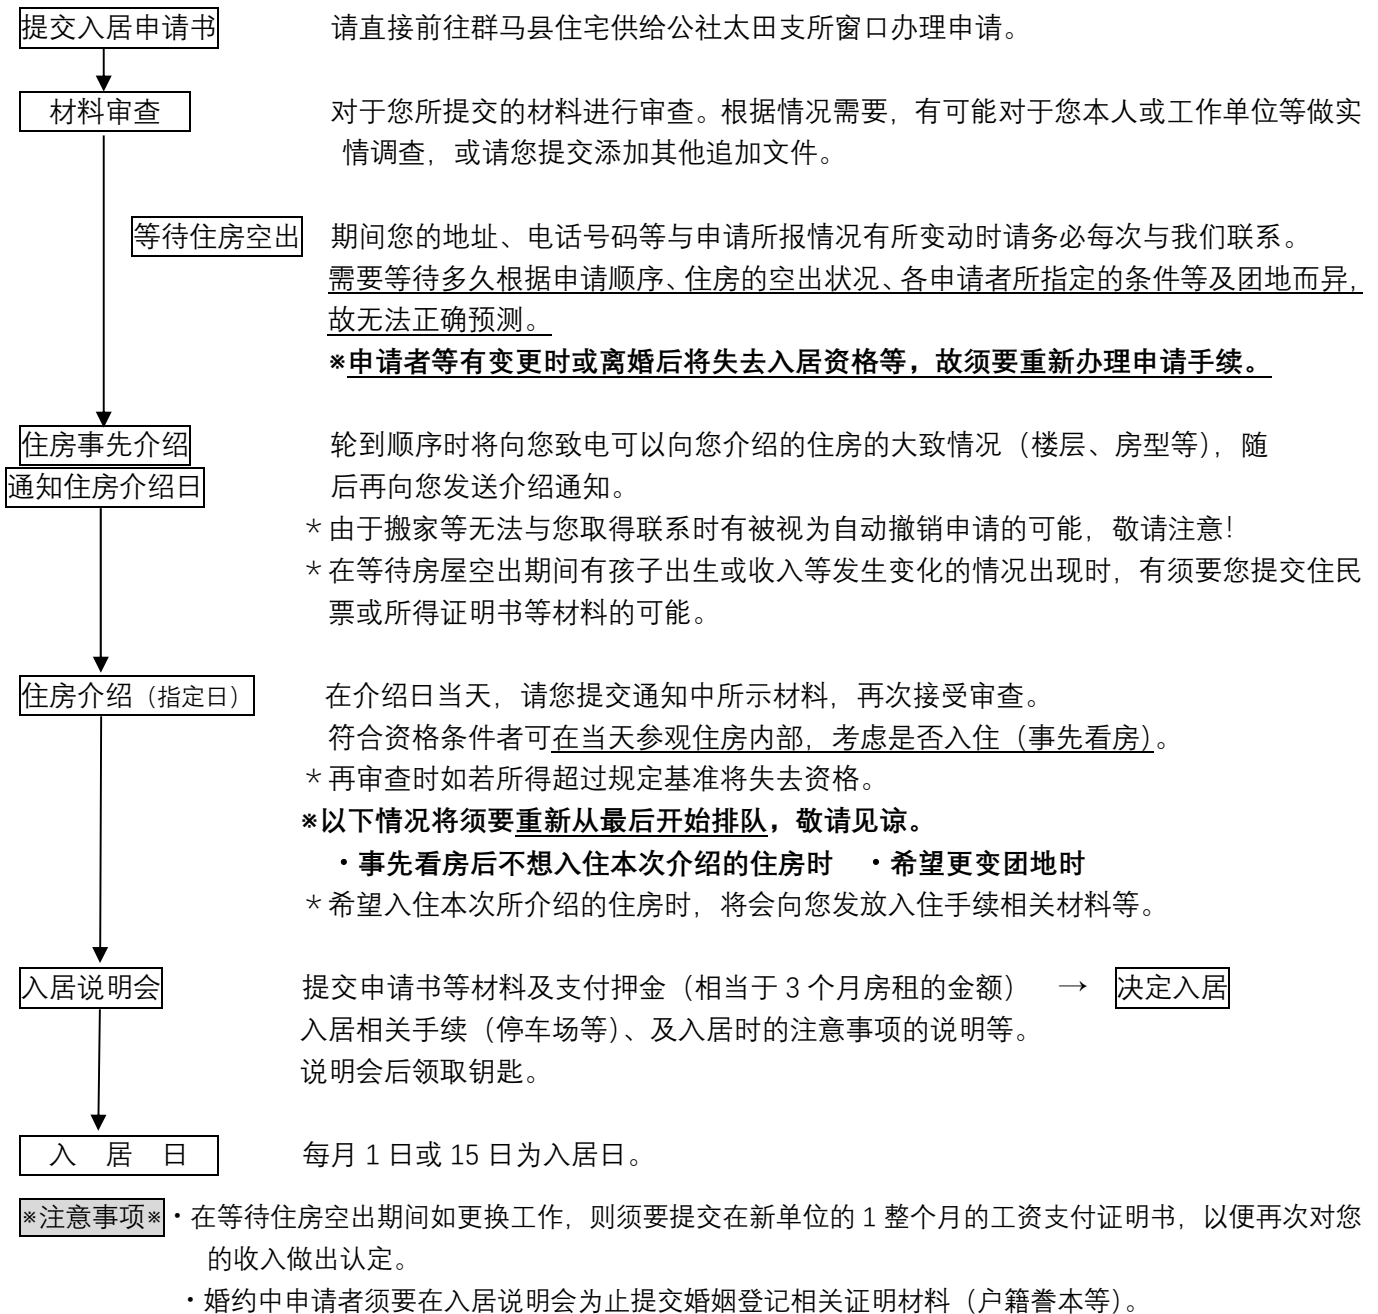 提交入居申请书　请直接前往群马县住宅供给公社太田支所窗口办理申请。
材料审查　对于您所提交的材料进行审查。根据情况需要，有可能对于您本人或工作单位等做实
情调查，或请您提交添加其他追加文件。
等待住房空出　期间您的地址、电话号码等与申请所报情况有所变动时请务必每次与我们联系。
需要等待多久根据申请顺序、住房的空出状况、各申请者所指定的条件等及团地而异，
故无法正确预测。
※申请者等有变更时或离婚后将失去入居资格等，故须要重新办理申请手续。
住房事先介绍　轮到顺序时将向您致电可以向您介绍的住房的大致情况（楼层、房型等），随
通知住房介绍日　后再向您发送介绍通知。
＊由于搬家等无法与您取得联系时有被视为自动撤销申请的可能，敬请注意！
＊在等待房屋空出期间有孩子出生或收入等发生变化的情况出现时，有须要您提交住民
票或所得证明书等材料的可能。
住房介绍（指定日）　在介绍日当天，请您提交通知中所示材料，再次接受审查。
符合资格条件者可在当天参观住房内部，考虑是否入住（事先看房）。
＊再审查时如若所得超过规定基准将失去资格。
※以下情况将须要重新从最后开始排队，敬请见谅。
・事先看房后不想入住本次介绍的住房时　・希望更变团地时
＊希望入住本次所介绍的住房时，将会向您发放入住手续相关材料等。
入居说明会　提交申请书等材料及支付押金（相当于 3 个月房租的金额）　→　决定入居
入居相关手续（停车场等）、及入居时的注意事项的说明等。
说明会后领取钥匙。
入　居　日　每月 1 日或 15 日为入居日。
※注意事项※・在等待住房空出期间如更换工作，则须要提交在新单位的 1 整个月的工资支付证明书，以便再次对您
的收入做出认定。
・婚约中申请者须要在入居说明会为止提交婚姻登记相关证明材料（户籍誊本等）。